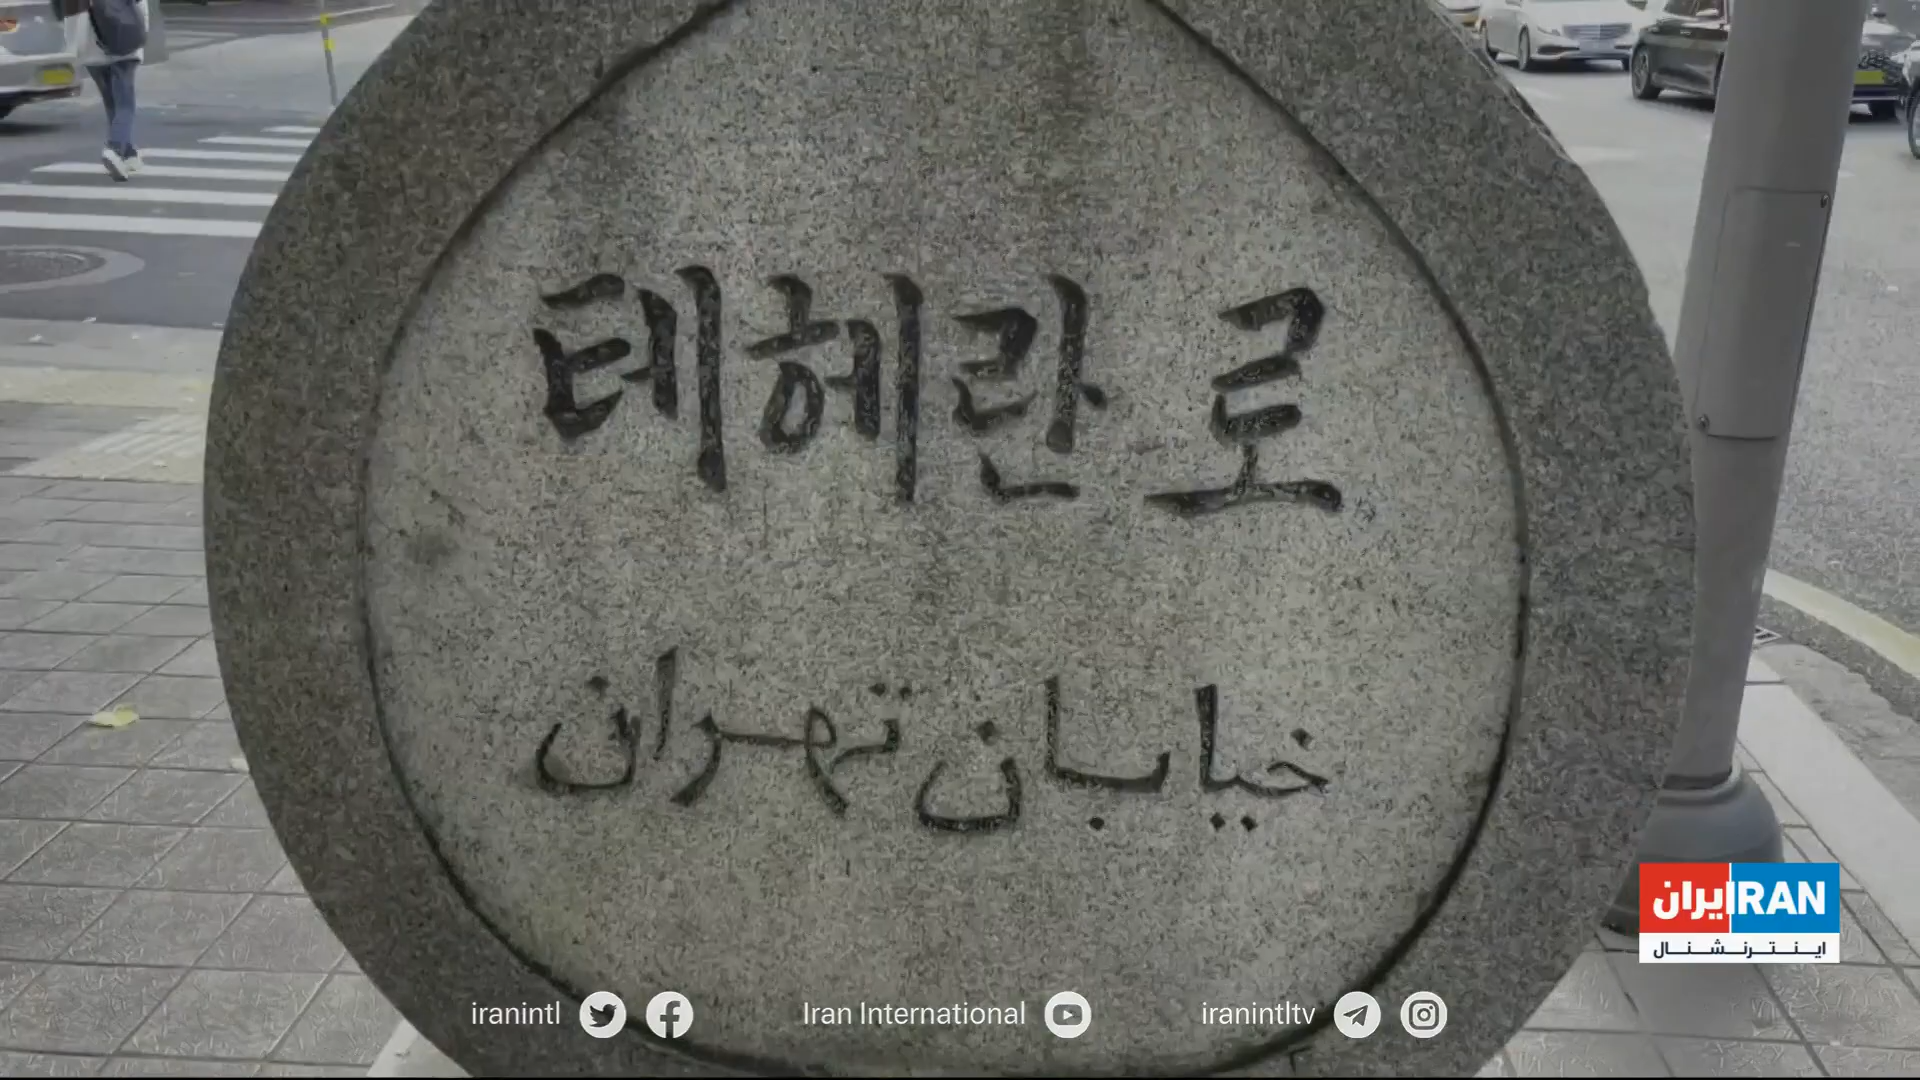 테헤란로
خیابان تهران
ایران IRAN
اینترنشنال
iranintl
Iran International
iranintltv